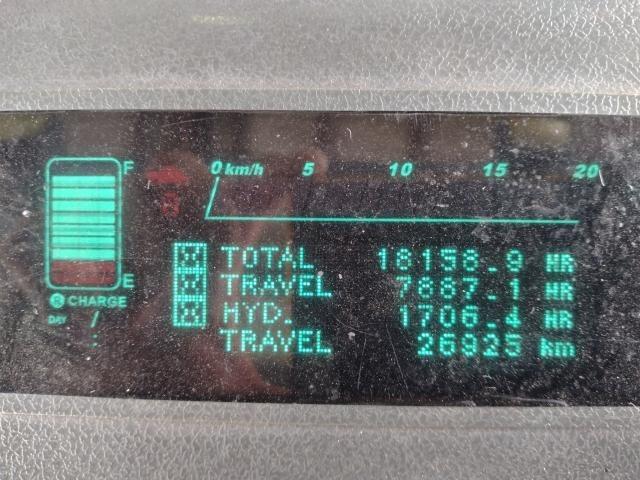 F
0 km/h 5 10 15 20
E
CHARGE
DAY /
:
TOTAL 18158.9 HR
TRAVEL 7887.1 HR
HYD. 1706.4 HR
TRAVEL 26925 km